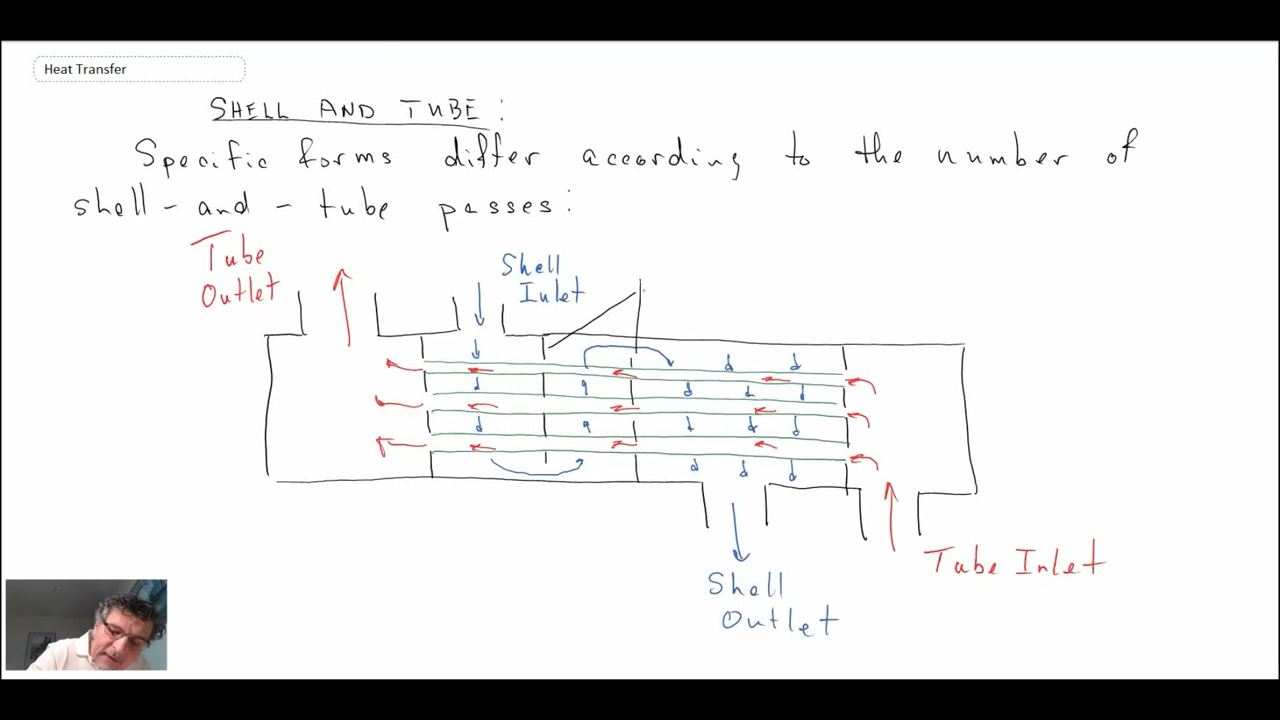 Heat Transfer
SHELL AND TUBE:
Specific forms differ according to the number of
shell-and-tube passes:
Tube
Outlet
Shell
Inlet
Tube Inlet
Shell
Outlet